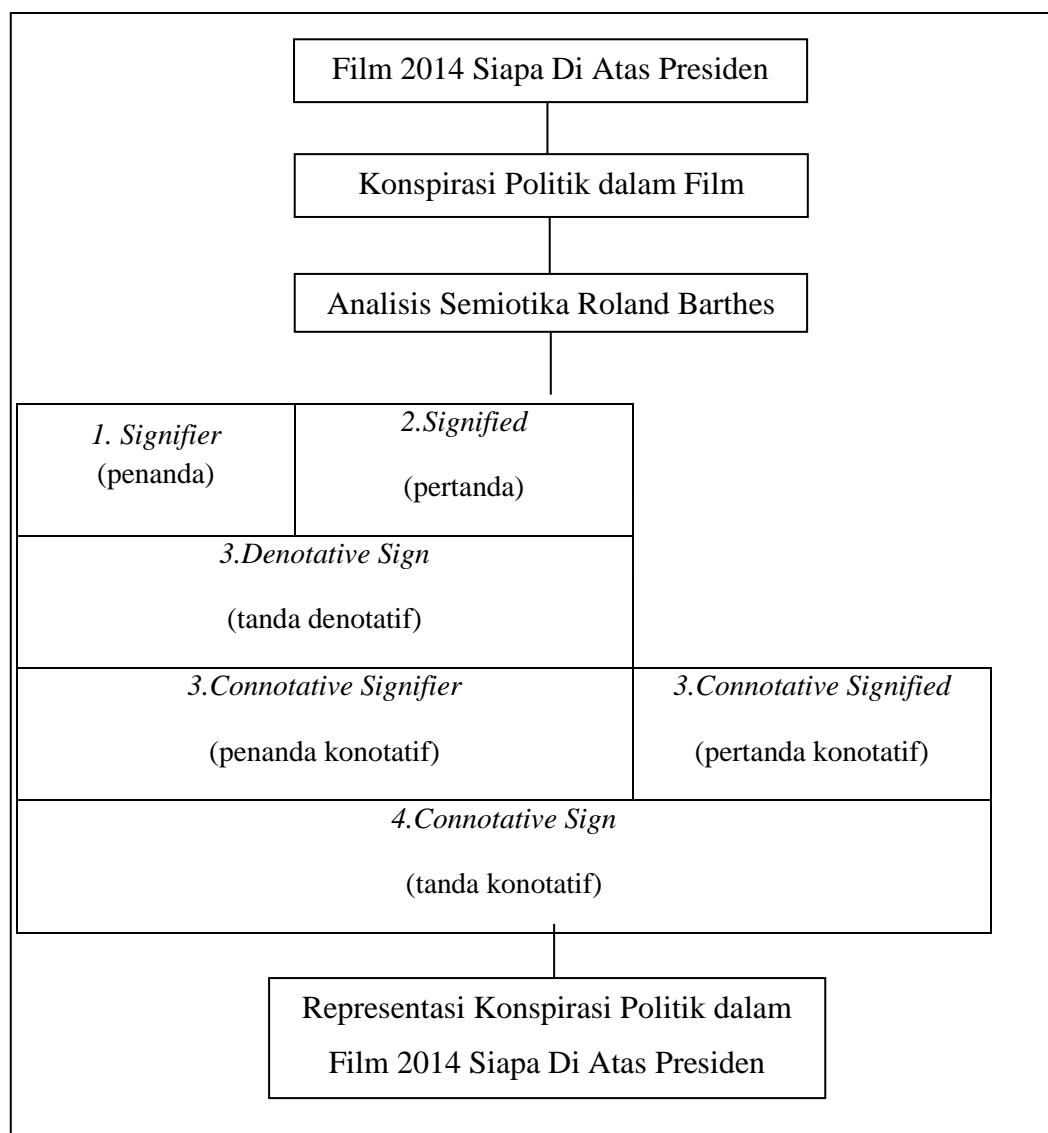 Film 2014 Siapa Di Atas Presiden
Konspirasi Politik dalam Film
Analisis Semiotika Roland Barthes
1. Signifier
(penanda)
2.Signified
(pertanda)
3.Denotative Sign
(tanda denotatif)
3.Connotative Signifier
(penanda konotatif)
3.Connotative Signified
(pertanda konotatif)
4.Connotative Sign
(tanda konotatif)
Representasi Konspirasi Politik dalam
Film 2014 Siapa Di Atas Presiden